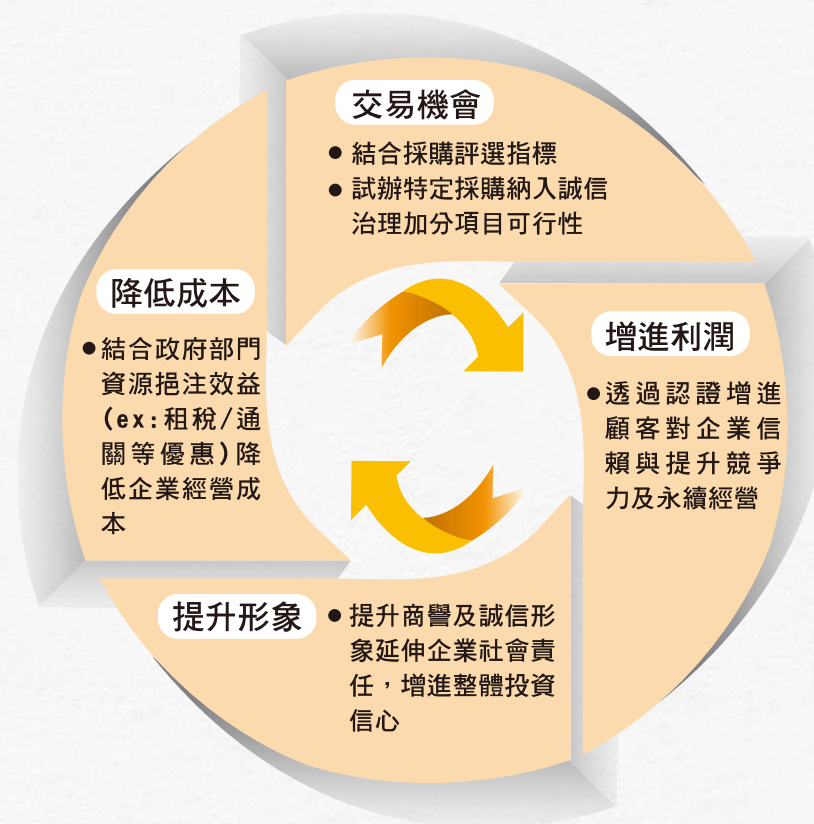 交易機會
● 結合採購評選指標
● 試辦特定採購納入誠信
治理加分項目可行性
增進利潤
●透過認證增進
顧客對企業信
賴與提升競爭
力及永續經營
提升形象
● 提升商譽及誠信形
象延伸企業社會責
任，增進整體投資
信心
降低成本
●結合政府部門
資源挹注效益
(ex:租稅/通
關等優惠)降
低企業經營成
本